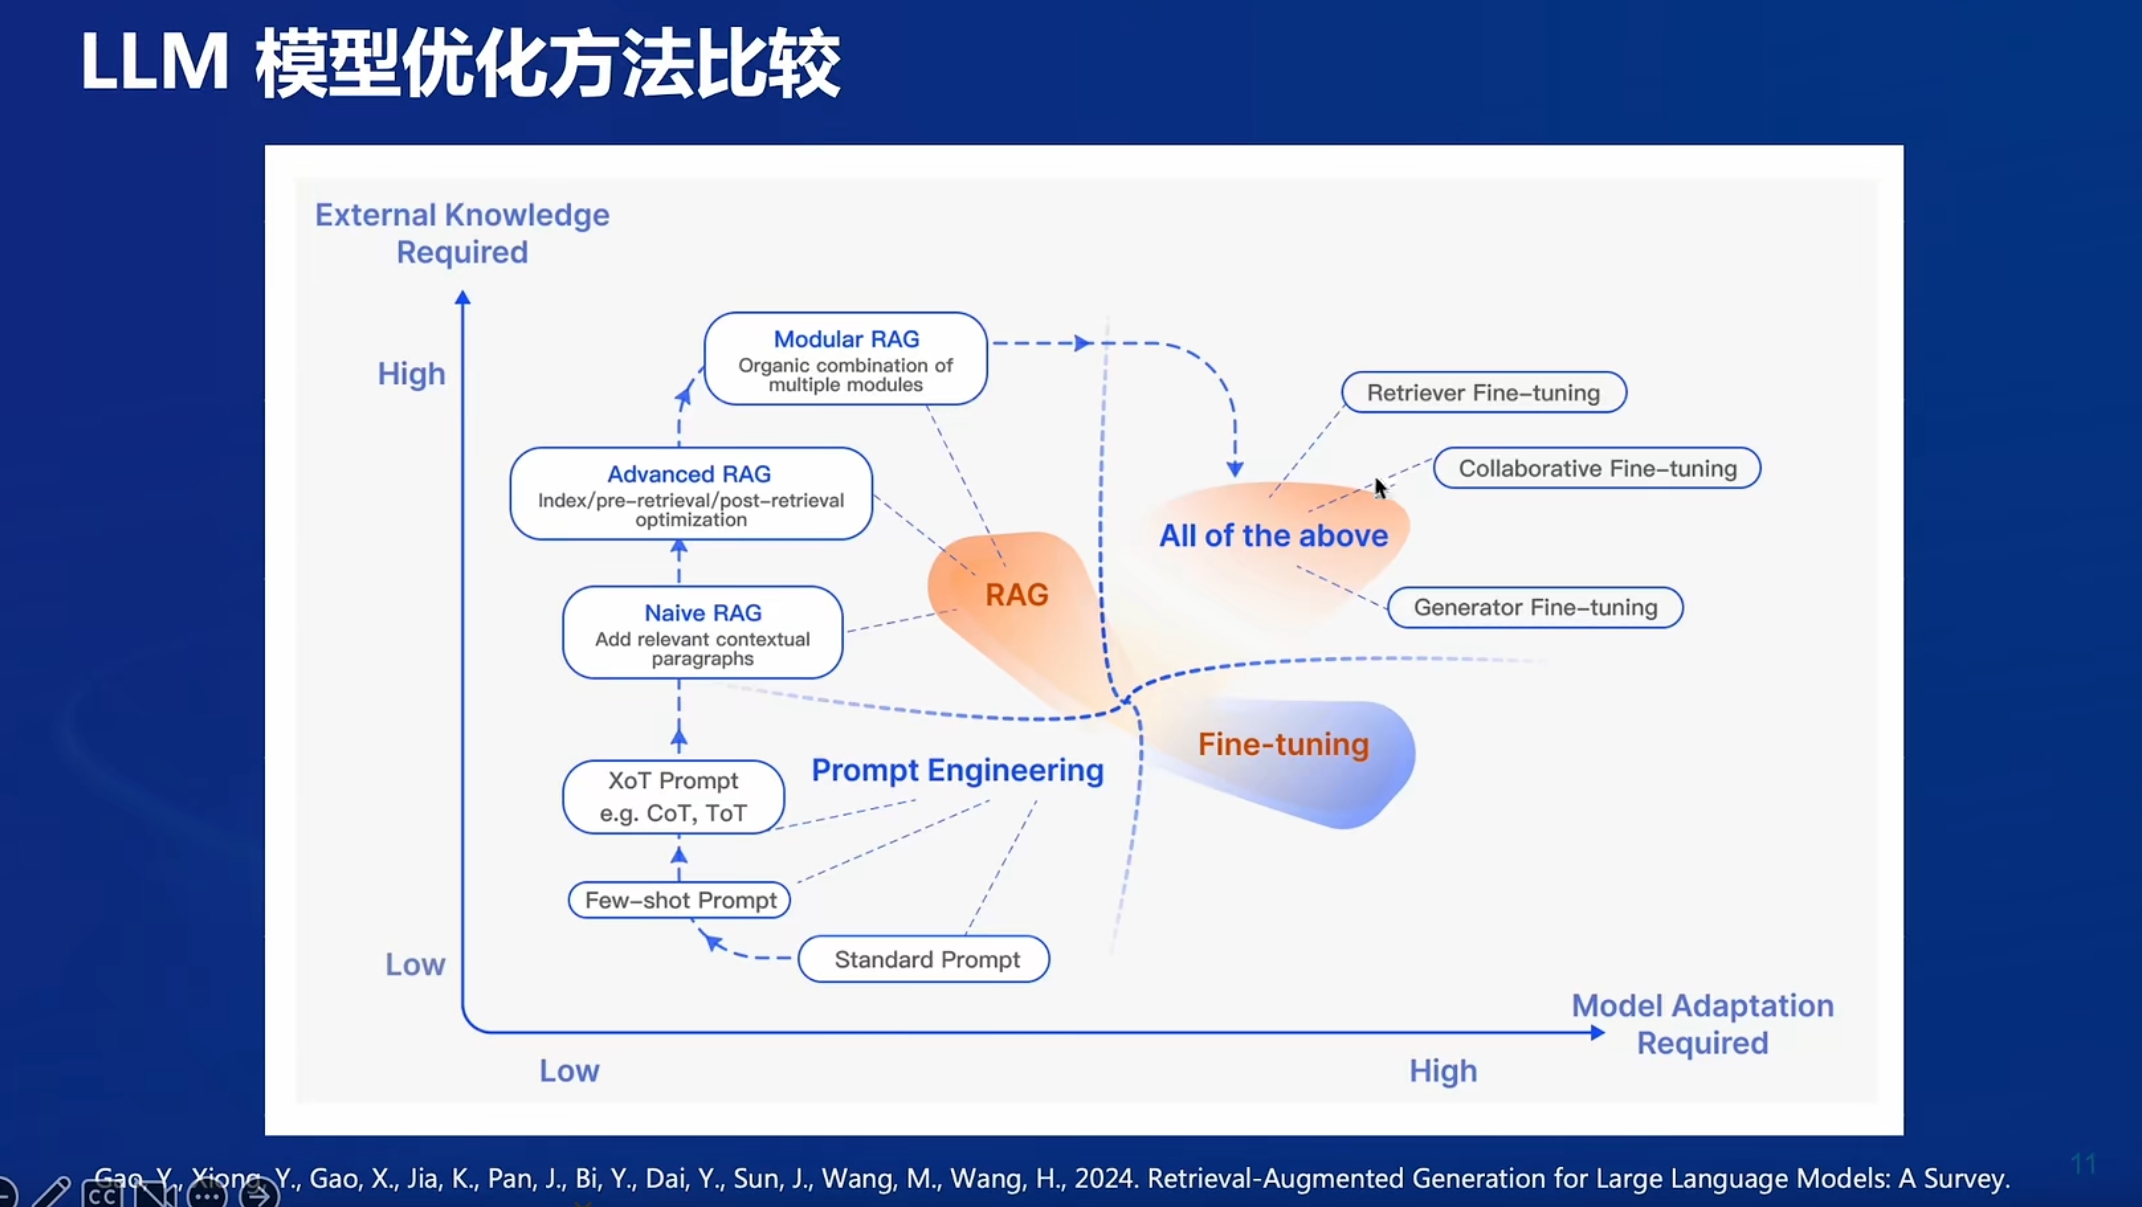 LLM 模型优化方法比较
External Knowledge
Required
High
Low
Modular RAG
Organic combination of
multiple modules
Advanced RAG
Index/pre-retrieval/post-retrieval
optimization
Naive RAG
Add relevant contextual
paragraphs
XoT Prompt
e.g. CoT, ToT
Few-shot Prompt
Standard Prompt
Prompt Engineering
RAG
Fine-tuning
All of the above
Retriever Fine-tuning
Collaborative Fine-tuning
Generator Fine-tuning
Low
High
Model Adaptation
Required
Gao, Y., Xiong, Y., Gao, X., Jia, K., Pan, J., Bi, Y., Dai, Y., Sun, J., Wang, M., Wang, H., 2024. Retrieval-Augmented Generation for Large Language Models: A Survey.
CC
11